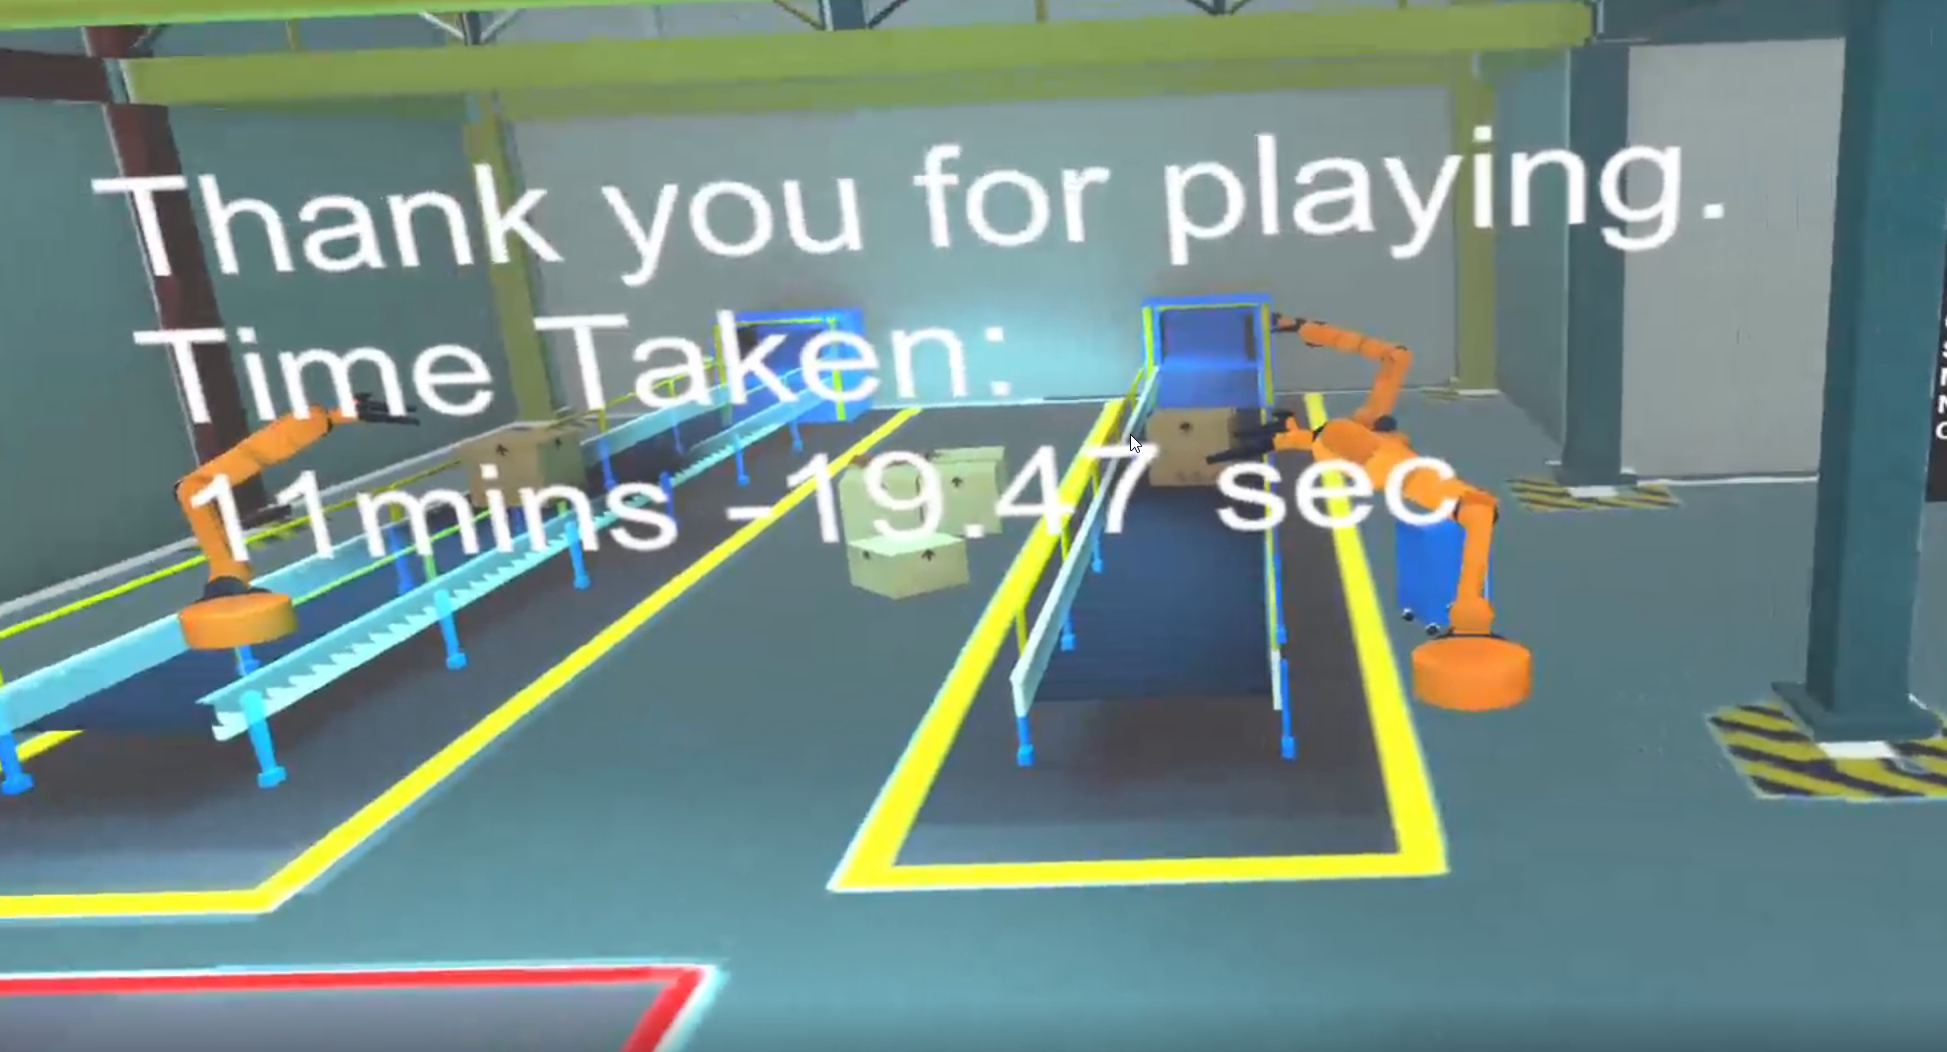 Thank you for playing.
Time Taken:
11mins -19.47 sec